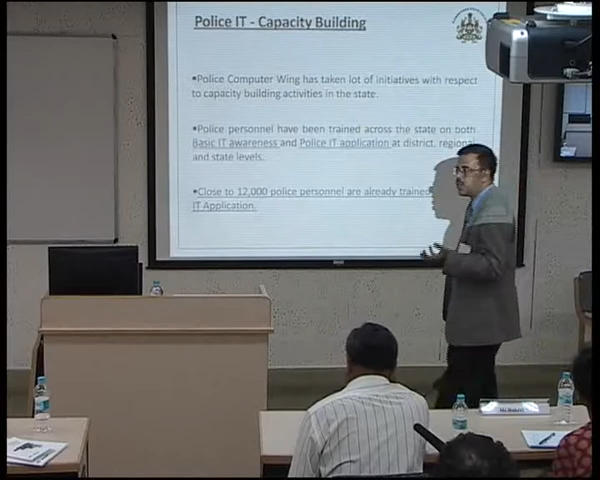 Police IT - Capacity Building
▪Police Computer Wing has taken lot of initiatives with respect
to capacity building activities in the state.
▪Police personnel have been trained across the state on both
Basic IT awareness and Police IT application at district, regional
and state levels.
▪Close to 12,000 police personnel are already trained
IT Application.